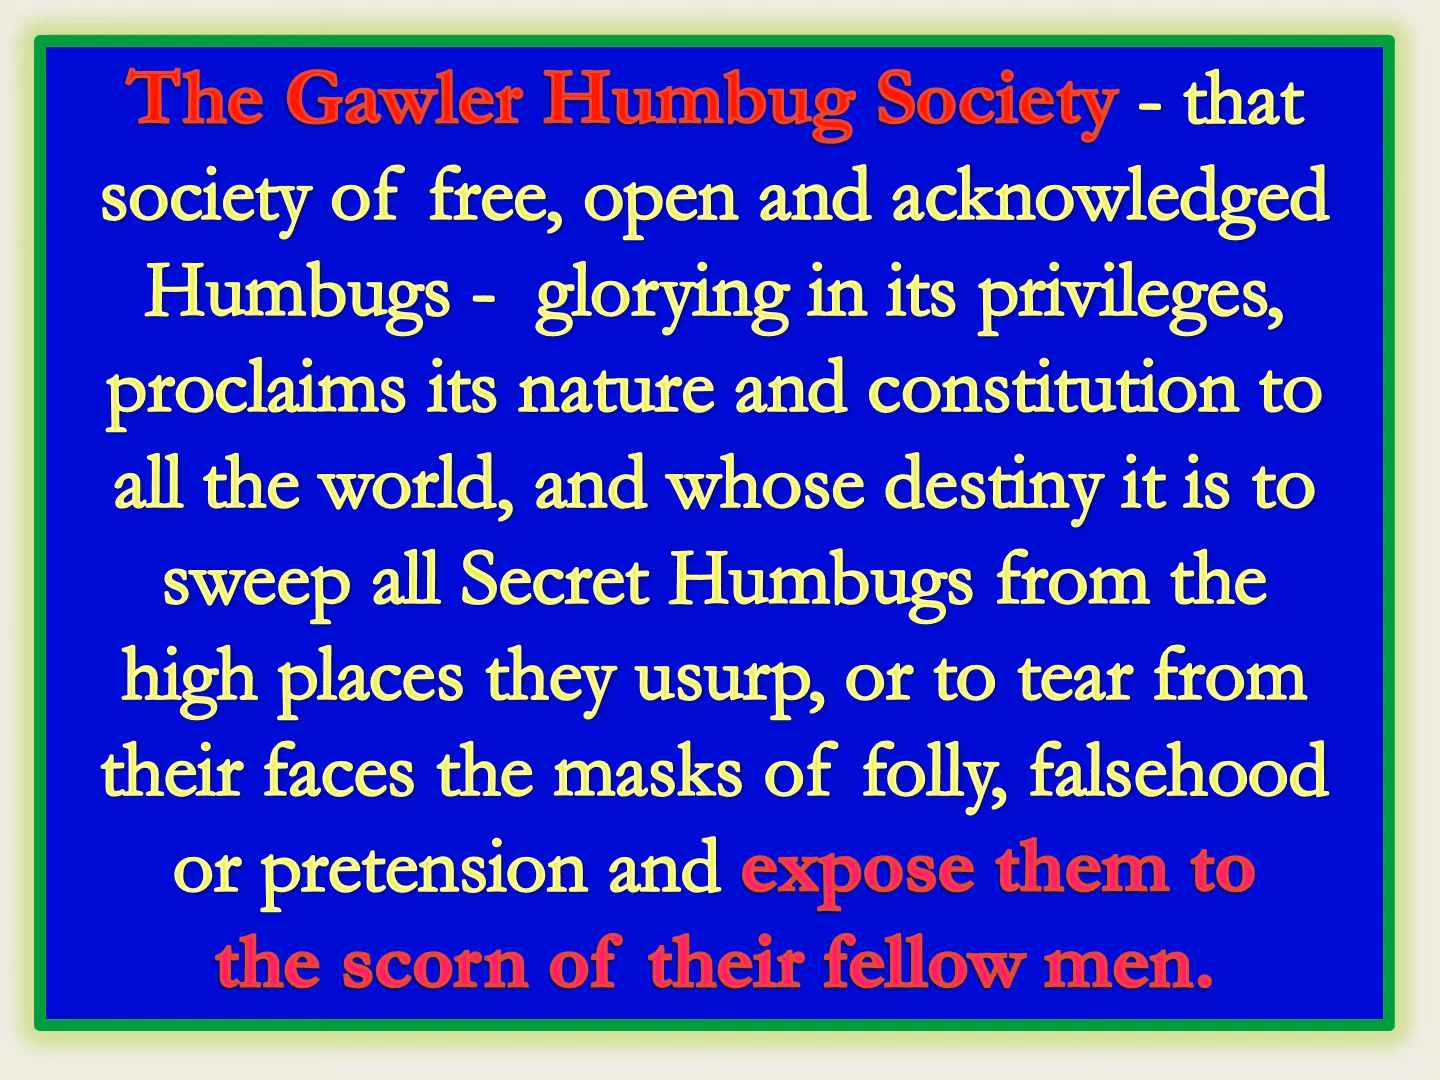 The Gawler Humbug Society - that
society of free, open and acknowledged
Humbugs - glorying in its privileges,
proclaims its nature and constitution to
all the world, and whose destiny it is to
sweep all Secret Humbugs from the
high places they usurp, or to tear from
their faces the masks of folly, falsehood
or pretension and expose them to
the scorn of their fellow men.